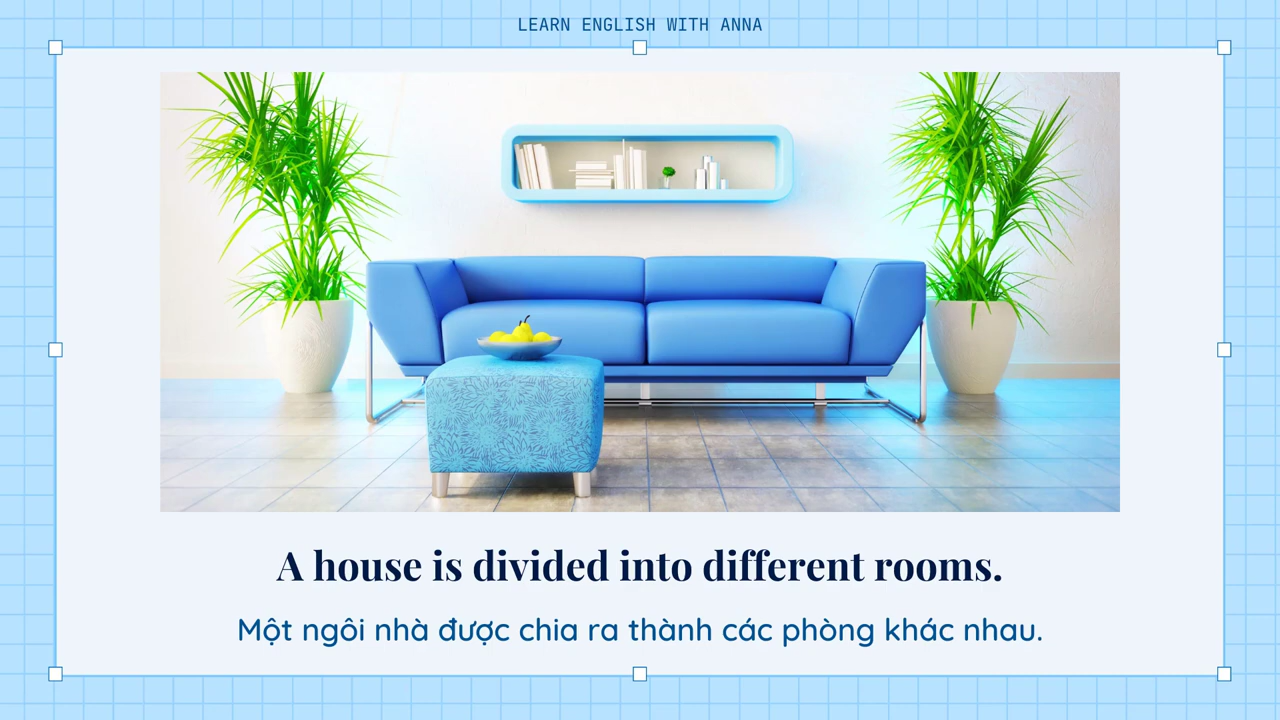 LEARN ENGLISH WITH ANNA
A house is divided into different rooms.
Một ngôi nhà được chia ra thành các phòng khác nhau.